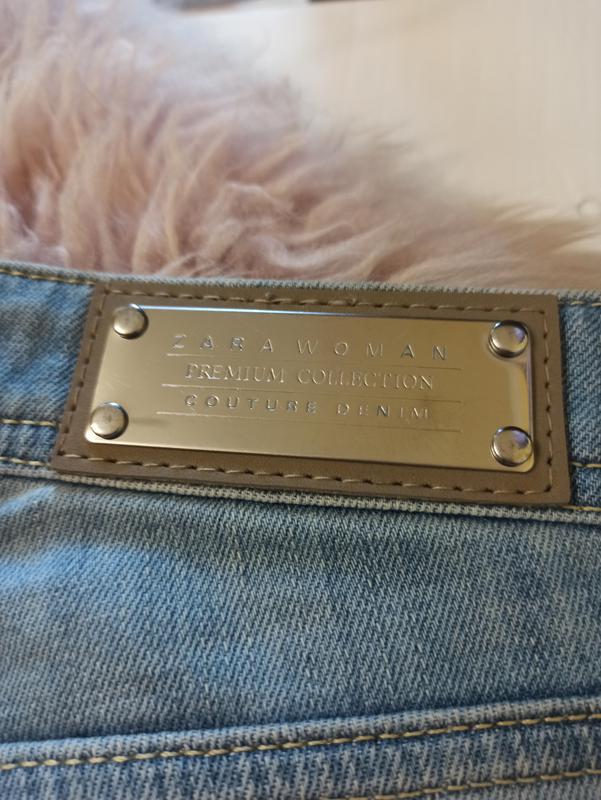 ZARA WOMAN
PREMIUM COLLECTION
COUTURE DENIM